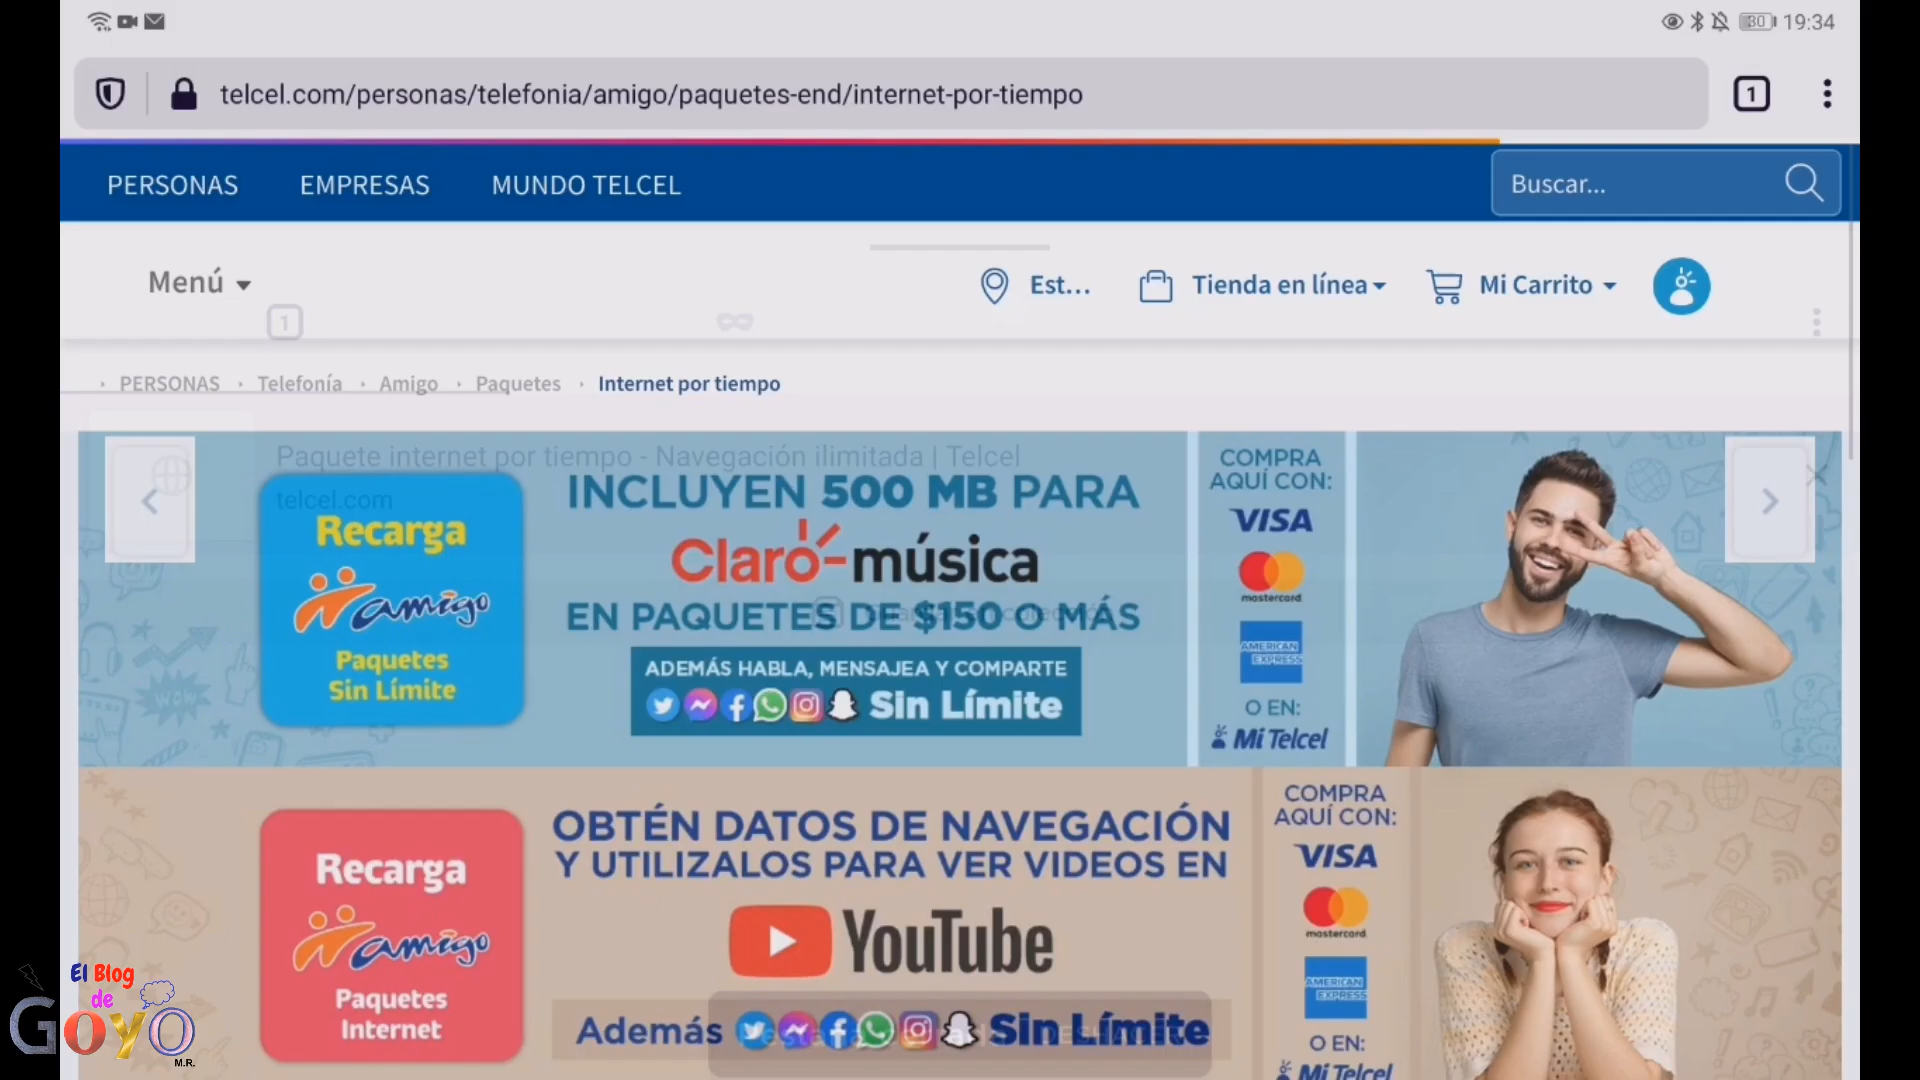 30 19:34
telcel.com/personas/telefonia/amigo/paquetes-end/internet-por-tiempo
1
PERSONAS EMPRESAS MUNDO TELCEL
Buscar...
Menú
Est...
Tienda en línea
Mi Carrito
1
PERSONAS Telefonía Amigo Paquetes Internet por tiempo
Paquete internet por tiempo - Navegación ilimitada | Telcel
telcel.com
Recarga
amigo
Paquetes
Sin Límite
INCLUYEN 500 MB PARA
Claro-música
EN PAQUETES DE $150 O MÁS
ADEMÁS HABLA, MENSAJEA Y COMPARTE
Sin Límite
COMPRA
AQUÍ CON:
VISA
mastercard
AMERICAN
EXPRESS
O EN:
Mi Telcel
Recarga
amigo
Paquetes
Internet
OBTÉN DATOS DE NAVEGACIÓN
Y UTILIZALOS PARA VER VIDEOS EN
YouTube
Además
Sin Límite
COMPRA
AQUÍ CON:
VISA
mastercard
AMERICAN
EXPRESS
O EN:
Mi Telcel
El Blog
de
GOYO
M.R.